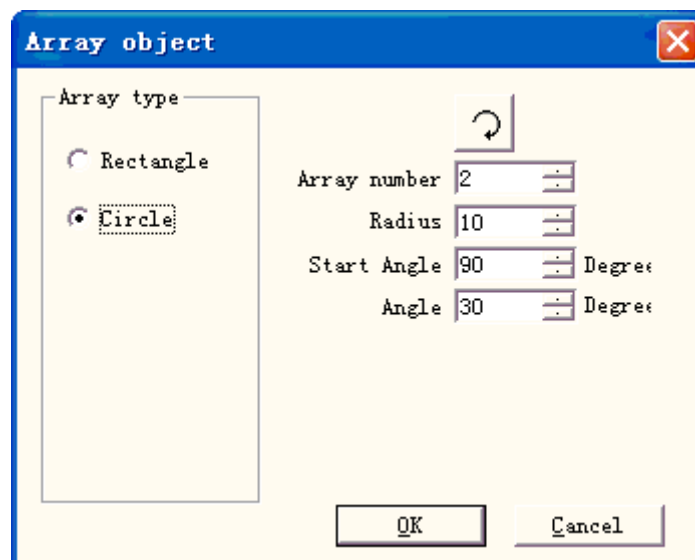 Array object
Array type
Rectangle
Circle
Array number 2
Radius 10
Start Angle 90 Degree
Angle 30 Degree
OK Cancel